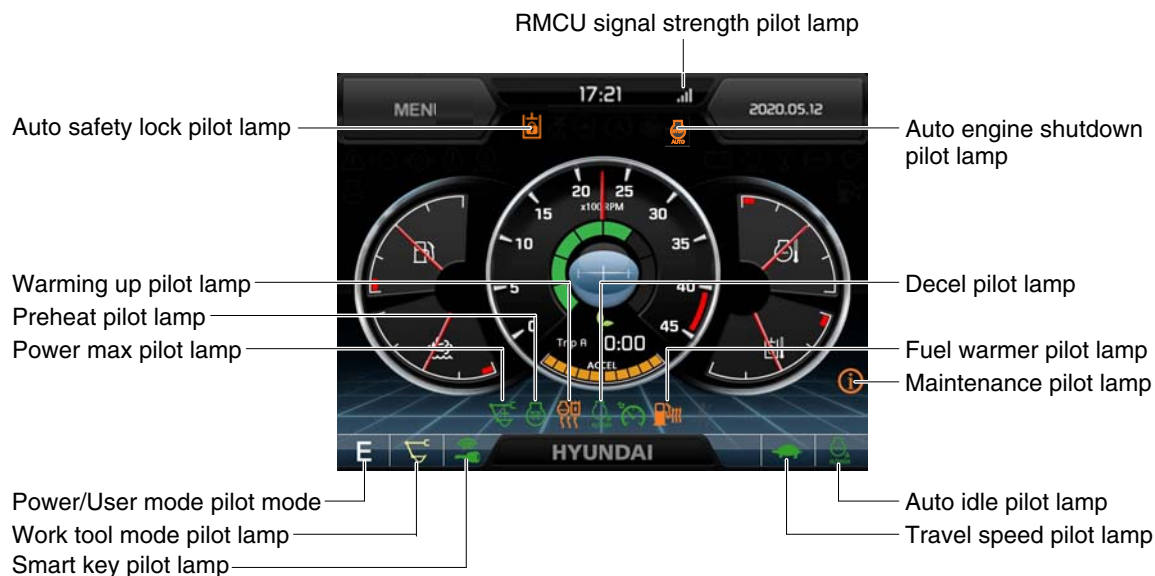 RMCU signal strength pilot lamp
17:21
MENU
2020.05.12
Auto safety lock pilot lamp
AUTO
Auto engine shutdown
pilot lamp
20 25
x100RPM
15 30
10 35
5 40
0 45
Warming up pilot lamp
Preheat pilot lamp
Power max pilot lamp
Decel pilot lamp
Fuel warmer pilot lamp
Maintenance pilot lamp
Trip A 0:00
ACCEL
E
HYUNDAI
Power/User mode pilot mode
Work tool mode pilot lamp
Smart key pilot lamp
Auto idle pilot lamp
Travel speed pilot lamp